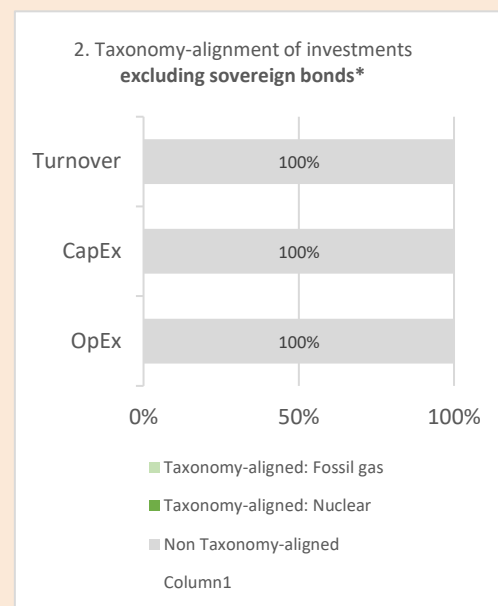 2. Taxonomy-alignment of investments
excluding sovereign bonds*
Turnover
100%
CapEx
100%
OpEx
100%
0%
50%
100%
Taxonomy-aligned: Fossil gas
Taxonomy-aligned: Nuclear
Non Taxonomy-aligned
Column1